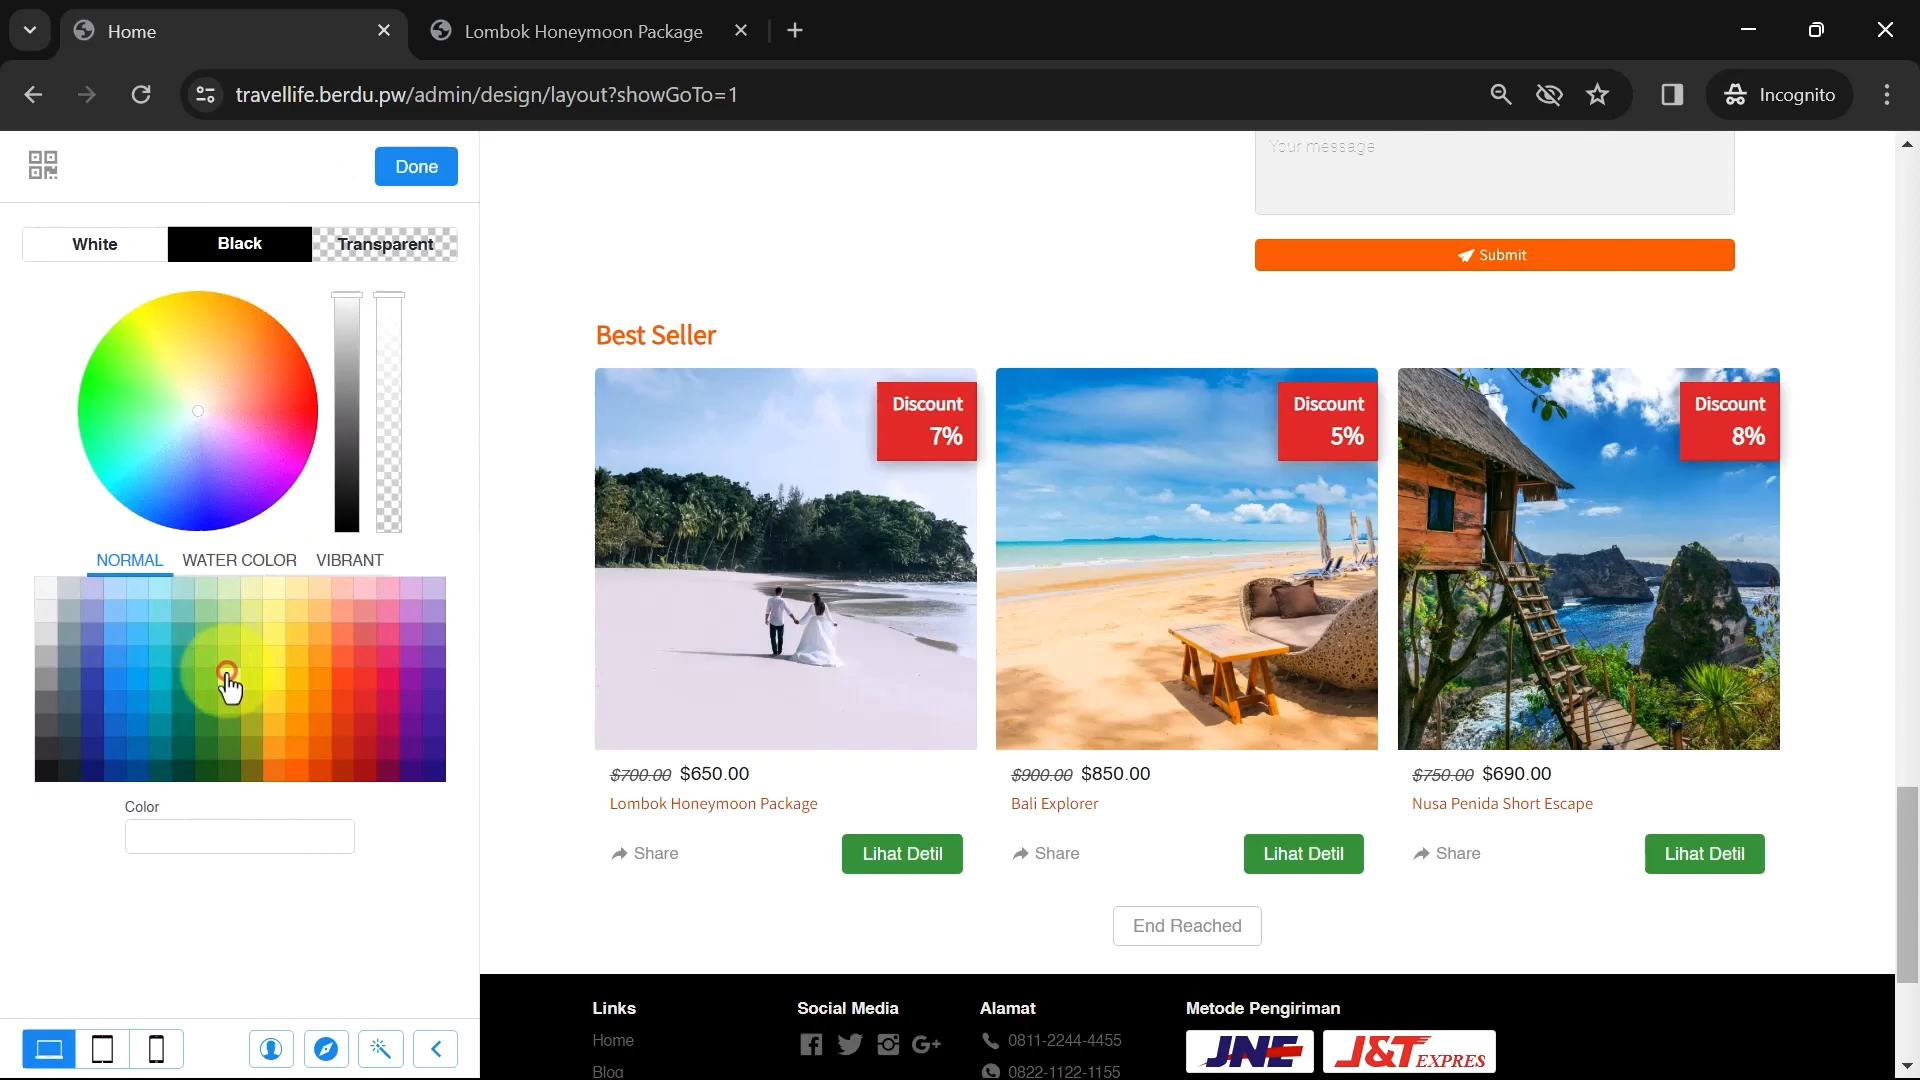 Home
Lombok Honeymoon Package
travellife.berdu.pw/admin/design/layout?showGoTo=1
Incognito
Done
White
Black
Transparent
NORMAL
WATER COLOR
VIBRANT
Color
Your message
Submit
Best Seller
Discount
7%
Discount
5%
Discount
8%
$700.00 $650.00
Lombok Honeymoon Package
Share
Lihat Detil
$900.00 $850.00
Bali Explorer
Share
Lihat Detil
$750.00 $690.00
Nusa Penida Short Escape
Share
Lihat Detil
End Reached
Links
Home
Blog
Social Media
G+
Alamat
0811-2244-4455
0822-1122-1155
Metode Pengiriman
JNE
J&T EXPRES